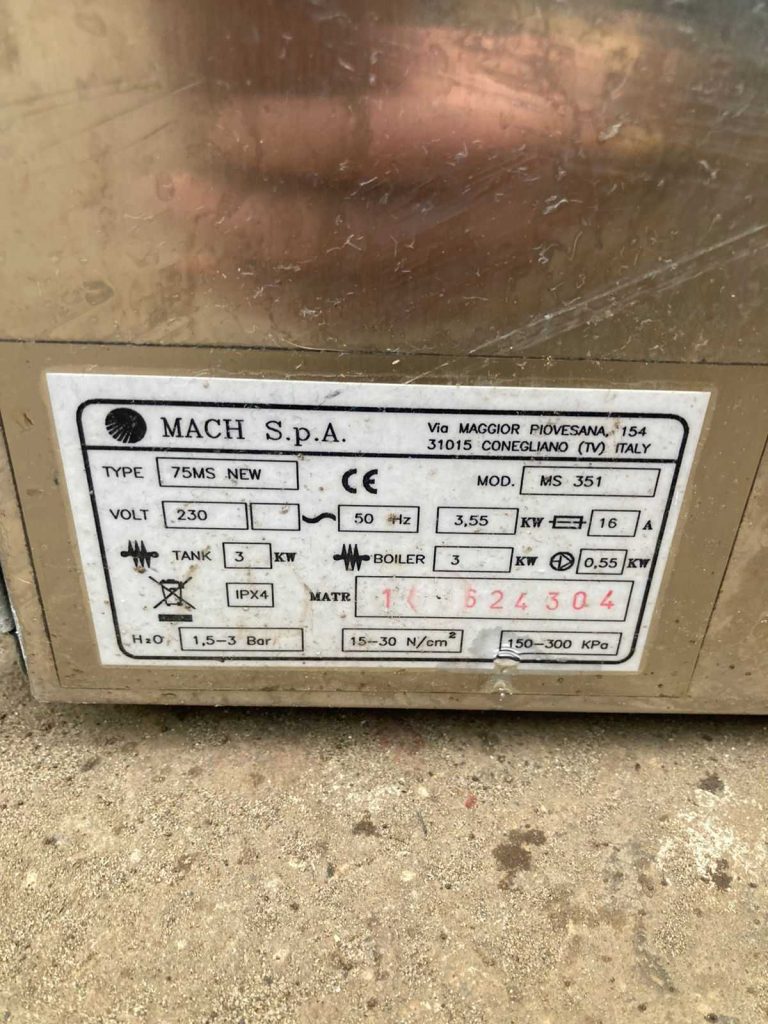 MACH S.p.A.
Via MAGGIOR PIOVESANA, 154
31015 CONEGLIANO (TV) ITALY
TYPE 75MS NEW CE MOD. MS 351
VOLT 230 ~ 50 Hz 3,55 KW 16 A
TANK 3 KW BOILER 3 KW 0,55 KW
IPX4 MATR 624304
H₂O 1,5-3 Bar 15-30 N/cm² 150-300 KPa